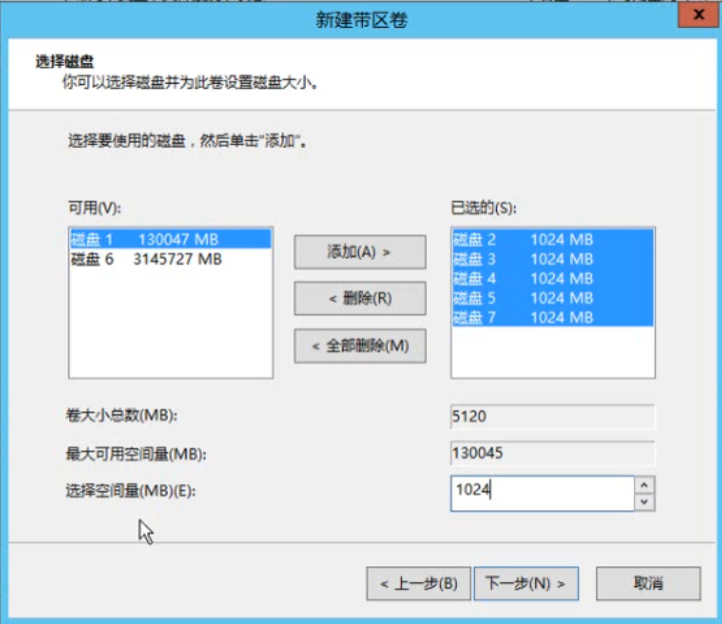 新建带区卷
x
选择磁盘
你可以选择磁盘并为此卷设置磁盘大小。
选择要使用的磁盘，然后单击"添加"。
可用(V):
已选的(S):
磁盘 1 130047 MB
磁盘 6 3145727 MB
添加(A) >
< 删除(R)
< 全部删除(M)
磁盘 2 1024 MB
磁盘 3 1024 MB
磁盘 4 1024 MB
磁盘 5 1024 MB
磁盘 7 1024 MB
卷大小总数(MB): 5120
最大可用空间量(MB): 130045
选择空间量(MB)(E): 1024
< 上一步(B) 下一步(N) > 取消